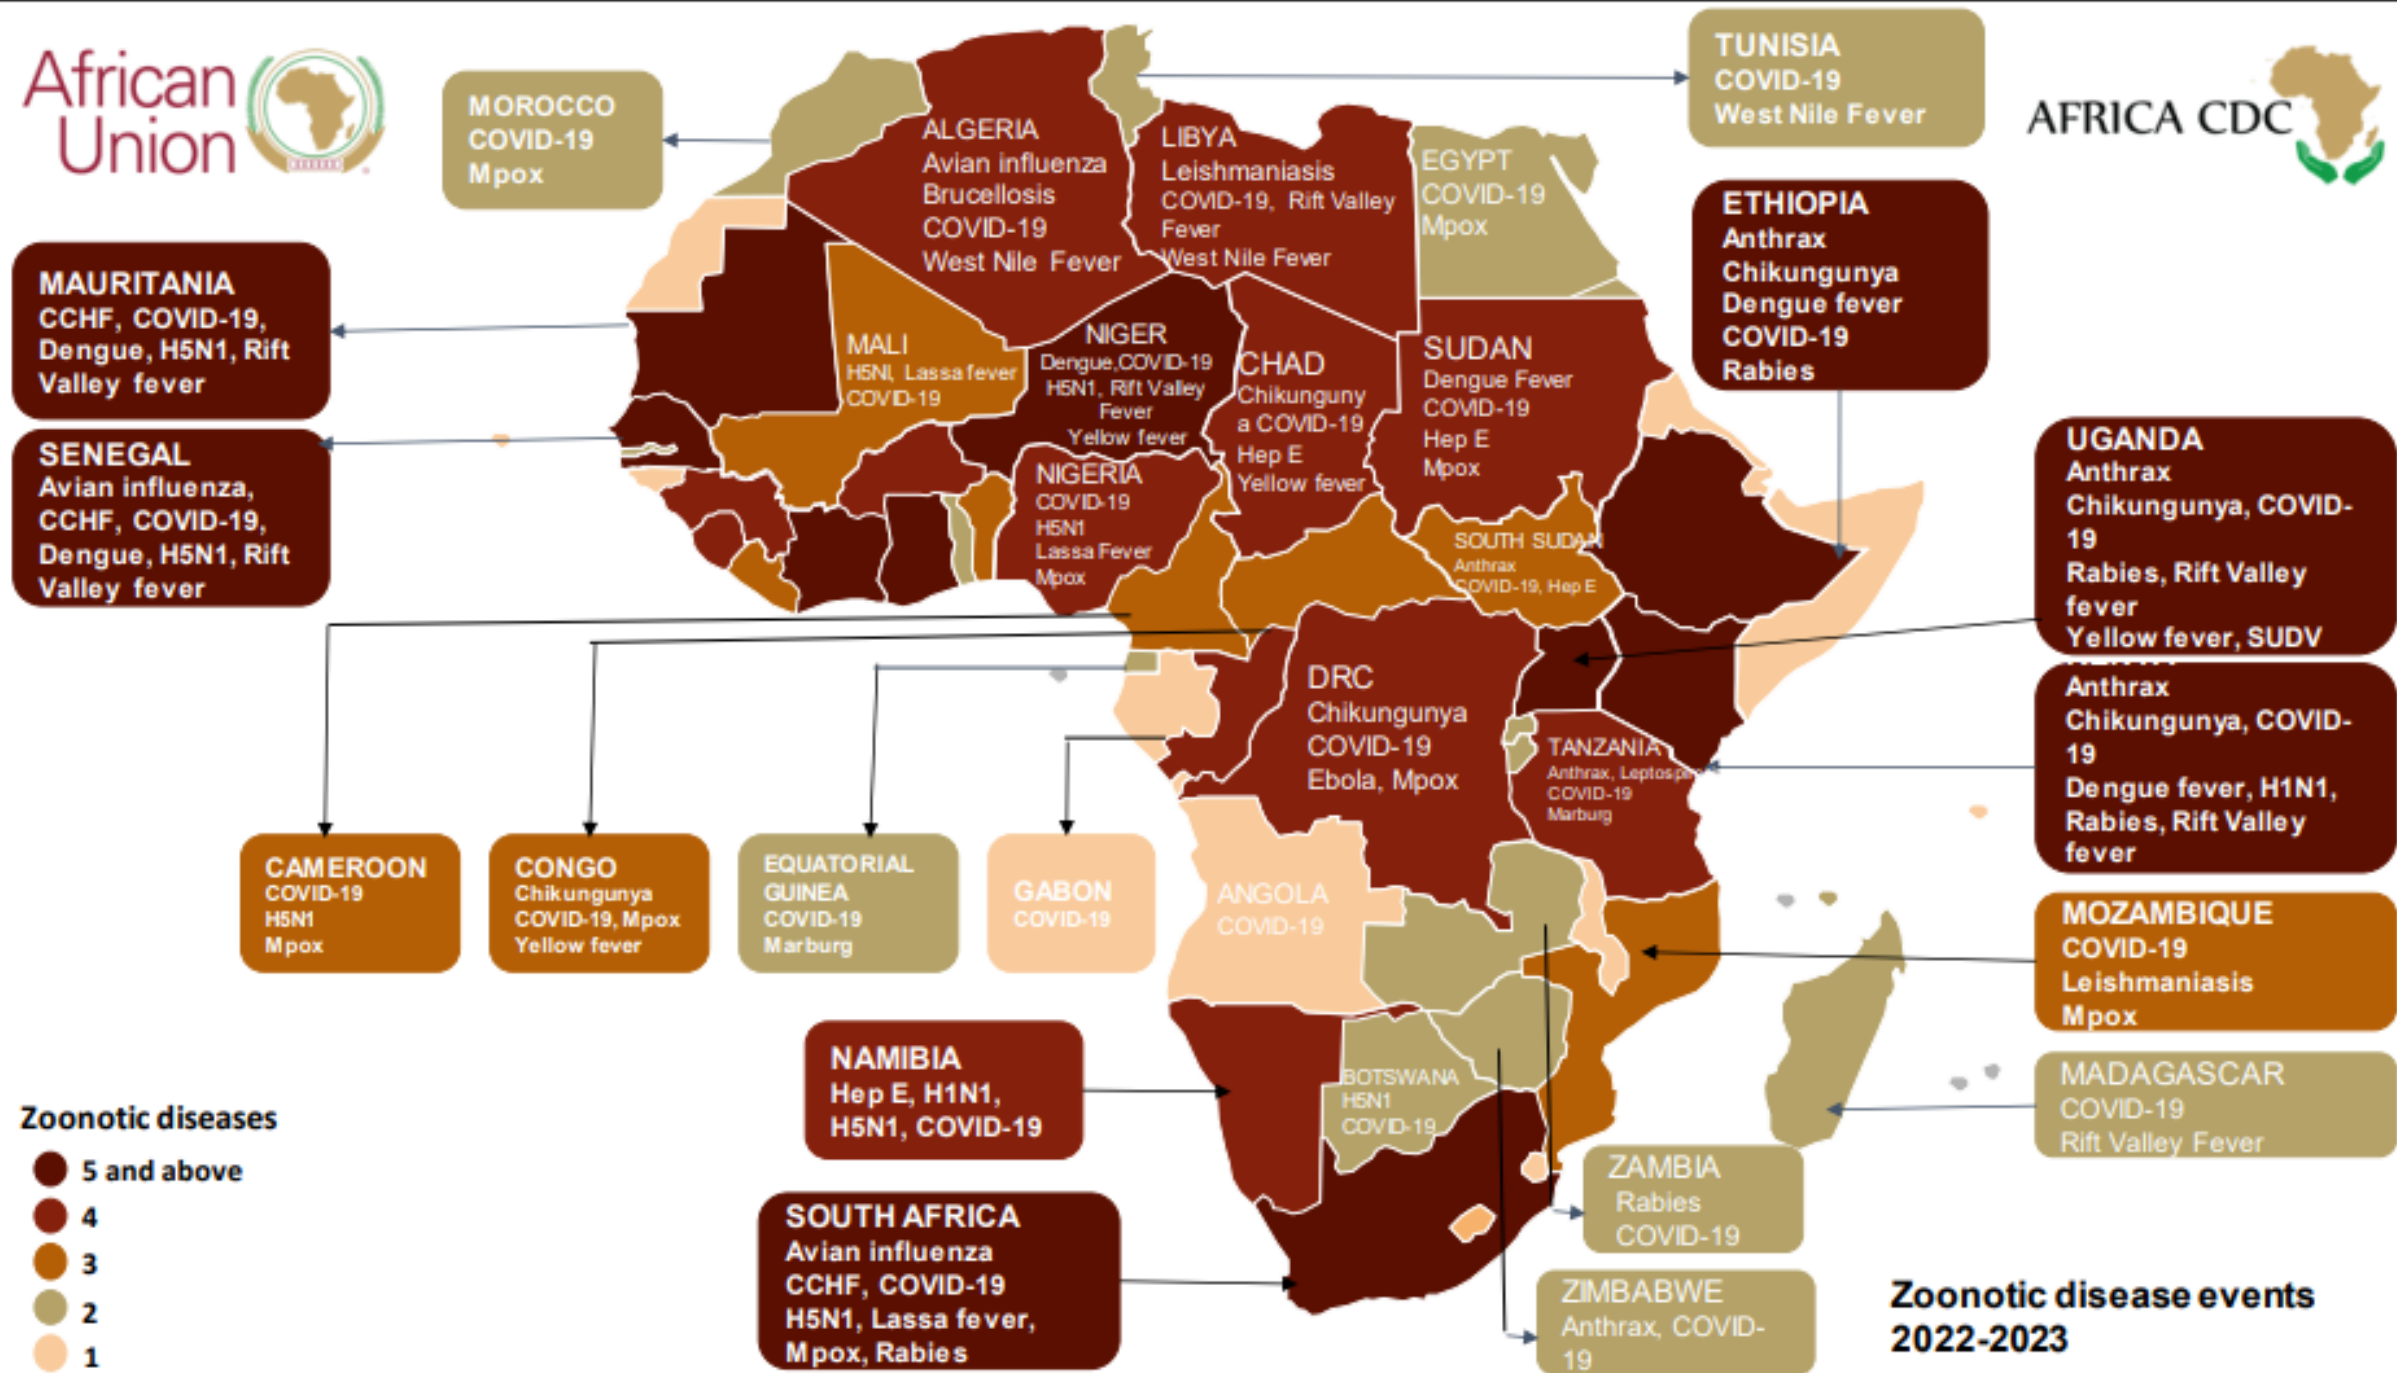 African
Union
MOROCCO
COVID-19
Mpox
ALGERIA
Avian influenza
Brucellosis
COVID-19
West Nile Fever
LIBYA
Leishmaniasis
COVID-19, Rift Valley
Fever
West Nile Fever
EGYPT
COVID-19
Mpox
TUNISIA
COVID-19
West Nile Fever
AFRICA CDC
ETHIOPIA
Anthrax
Chikungunya
Dengue fever
COVID-19
Rabies
MAURITANIA
CCHF, COVID-19,
Dengue, H5N1, Rift
Valley fever
SENEGAL
Avian influenza,
CCHF, COVID-19,
Dengue, H5N1, Rift
Valley fever
MALI
H5NI, Lassa fever
COVID-19
NIGER
Dengue,COVID-19
H5N1, Rift Valley
Fever
Yellow fever
CHAD
Chikunguny
a COVID-19
Hep E
Yellow fever
SUDAN
Dengue Fever
COVID-19
Hep E
Mpox
NIGERIA
COVID-19
H5N1
Lassa Fever
Mpox
SOUTH SUDAN
Anthrax
COVID-19, Hep E
UGANDA
Anthrax
Chikungunya, COVID-
19
Rabies, Rift Valley
fever
Yellow fever, SUDV
Anthrax
Chikungunya, COVID-
19
Dengue fever, H1N1,
Rabies, Rift Valley
fever
DRC
Chikungunya
COVID-19
Ebola, Mpox
TANZANIA
Anthrax, Leptospi
COVID-19
Marburg
CAMEROON
COVID-19
H5N1
Mpox
CONGO
Chikungunya
COVID-19, Mpox
Yellow fever
EQUATORIAL
GUINEA
COVID-19
Marburg
GABON
COVID-19
ANGOLA
COVID-19
MOZAMBIQUE
COVID-19
Leishmaniasis
Mpox
MADAGASCAR
COVID-19
Rift Valley Fever
NAMIBIA
Hep E, H1N1,
H5N1, COVID-19
BOTSWANA
H5N1
COVID-19
ZAMBIA
Rabies
COVID-19
SOUTH AFRICA
Avian influenza
CCHF, COVID-19
H5N1, Lassa fever,
Mpox, Rabies
ZIMBABWE
Anthrax, COVID-
19
Zoonotic diseases
5 and above
4
3
2
1
Zoonotic disease events
2022-2023